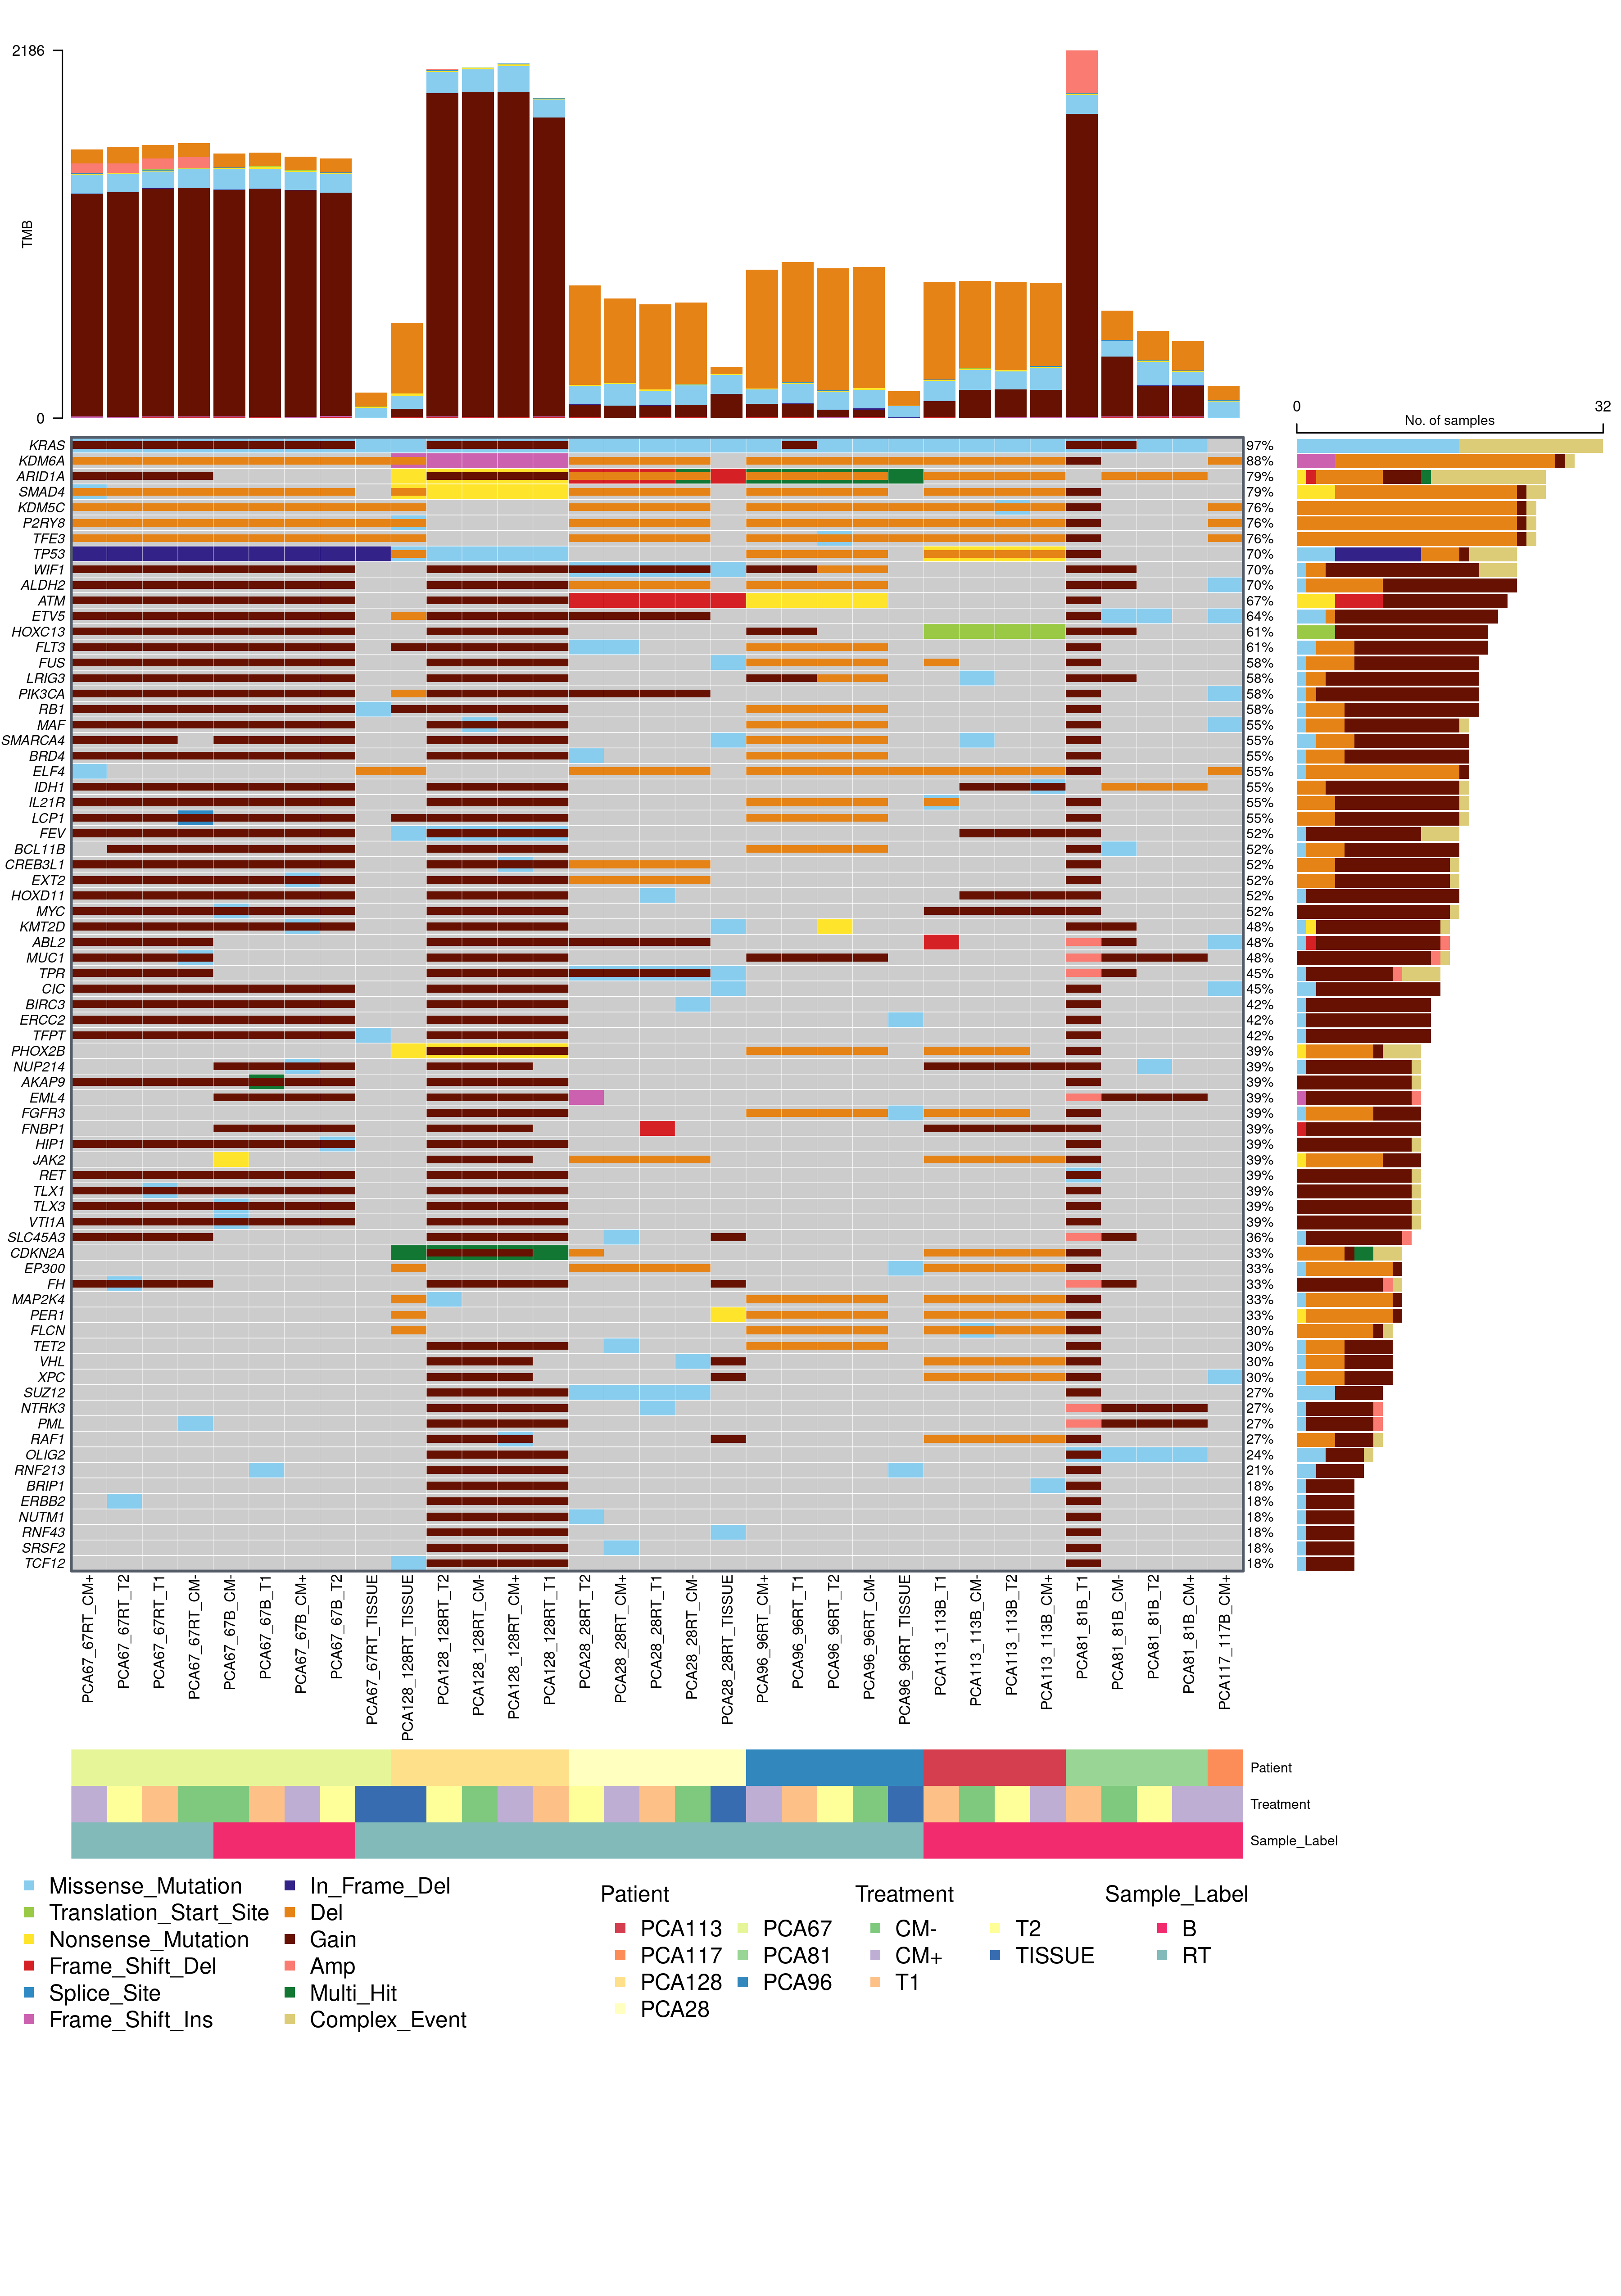 2186
TMB
0
0 32
No. of samples
KRAS 97%
KDM6A 88%
ARID1A 79%
SMAD4 79%
KDM5C 76%
P2RY8 76%
TFE3 76%
TP53 70%
WIF1 70%
ALDH2 70%
ATM 67%
ETV5 64%
HOXC13 61%
FLT3 61%
FUS 58%
LRIG3 58%
PIK3CA 58%
RB1 58%
MAF 55%
SMARCA4 55%
BRD4 55%
ELF4 55%
IDH1 55%
IL21R 55%
LCP1 55%
FEV 52%
BCL11B 52%
CREB3L1 52%
EXT2 52%
HOXD11 52%
MYC 52%
KMT2D 48%
ABL2 48%
MUC1 48%
TPR 45%
CIC 45%
BIRC3 42%
ERCC2 42%
TFPT 42%
PHOX2B 39%
NUP214 39%
AKAP9 39%
EML4 39%
FGFR3 39%
FNBP1 39%
HIP1 39%
JAK2 39%
RET 39%
TLX1 39%
TLX3 39%
VTI1A 39%
SLC45A3 36%
CDKN2A 33%
EP300 33%
FH 33%
MAP2K4 33%
PER1 33%
FLCN 30%
TET2 30%
VHL 30%
XPC 30%
SUZ12 27%
NTRK3 27%
PML 27%
RAF1 27%
OLIG2 24%
RNF213 21%
BRIP1 18%
ERBB2 18%
NUTM1 18%
RNF43 18%
SRSF2 18%
TCF12 18%
PCA67_67RT_CM+
PCA67_67RT_T2
PCA67_67RT_T1
PCA67_67RT_CM-
PCA67_67B_CM-
PCA67_67B_T1
PCA67_67B_CM+
PCA67_67B_T2
PCA67_67RT_TISSUE
PCA128_128RT_TISSUE
PCA128_128RT_T2
PCA128_128RT_CM-
PCA128_128RT_CM+
PCA128_128RT_T1
PCA28_28RT_T2
PCA28_28RT_CM+
PCA28_28RT_T1
PCA28_28RT_CM-
PCA28_28RT_TISSUE
PCA96_96RT_CM+
PCA96_96RT_T1
PCA96_96RT_T2
PCA96_96RT_CM-
PCA96_96RT_TISSUE
PCA113_113B_T1
PCA113_113B_CM-
PCA113_113B_T2
PCA113_113B_CM+
PCA81_81B_T1
PCA81_81B_CM-
PCA81_81B_T2
PCA81_81B_CM+
PCA117_117B_CM+
Patient
Treatment
Sample_Label
Missense_Mutation
Translation_Start_Site
Nonsense_Mutation
Frame_Shift_Del
Splice_Site
Frame_Shift_Ins
In_Frame_Del
Del
Gain
Amp
Multi_Hit
Complex_Event
Patient
PCA113
PCA117
PCA128
PCA28
PCA67
PCA81
PCA96
Treatment
CM-
CM+
T1
T2
TISSUE
Sample_Label
B
RT